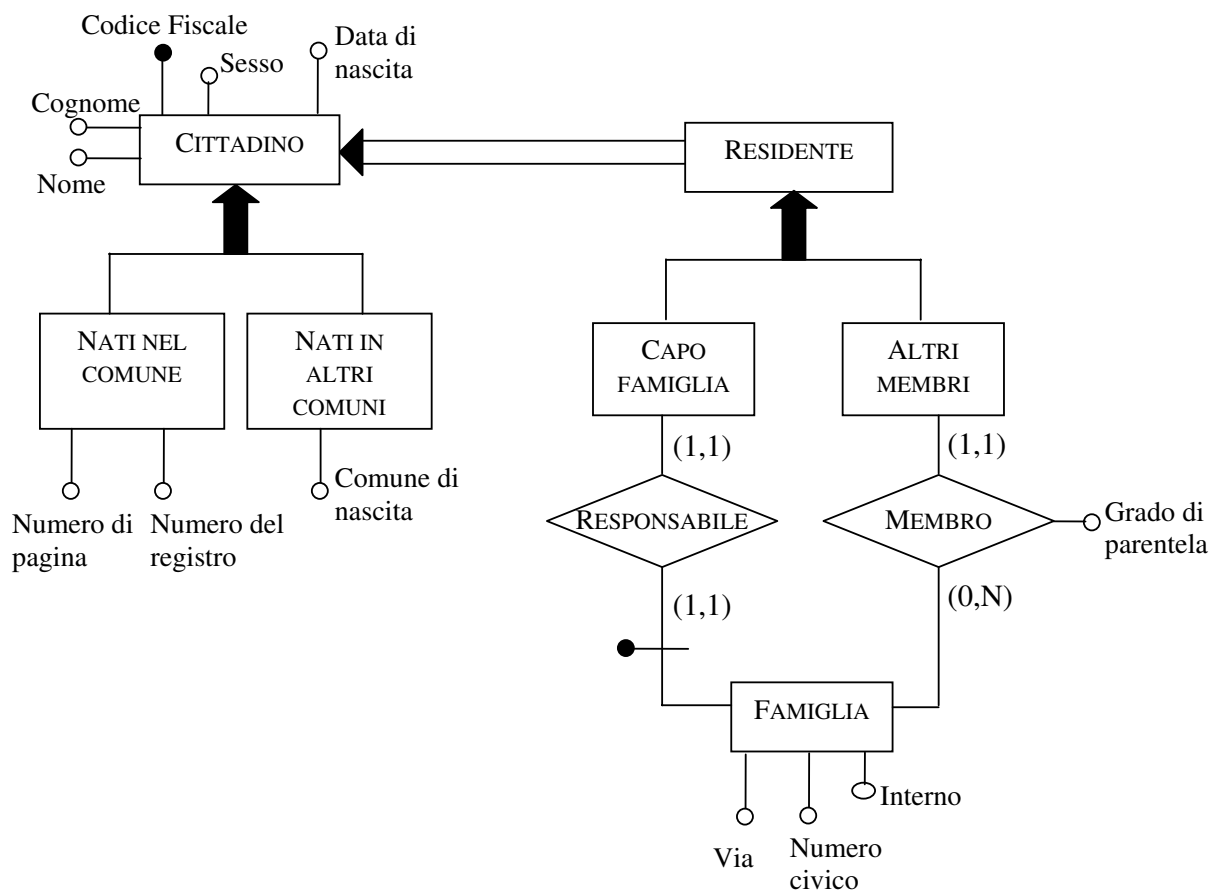 Codice Fiscale
Sesso
Data di
nascita
Cognome
Nome
CITTADINO
RESIDENTE
NATI NEL
COMUNE
NATI IN
ALTRI
COMUNI
CAPO
FAMIGLIA
ALTRI
MEMBRI
Numero di
pagina
Numero del
registro
Comune di
nascita
(1,1)
(1,1)
RESPONSABILE
MEMBRO
Grado di
parentela
(1,1)
(0,N)
FAMIGLIA
Via
Numero
civico
Interno